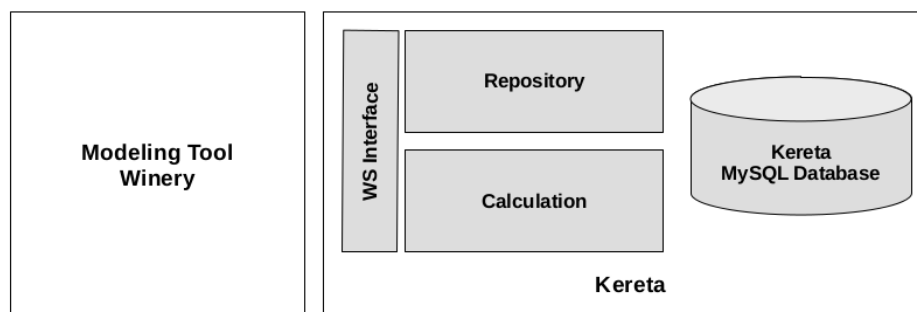 Modeling Tool
Winery
WS Interface
Repository
Calculation
Kereta
MySQL Database
Kereta